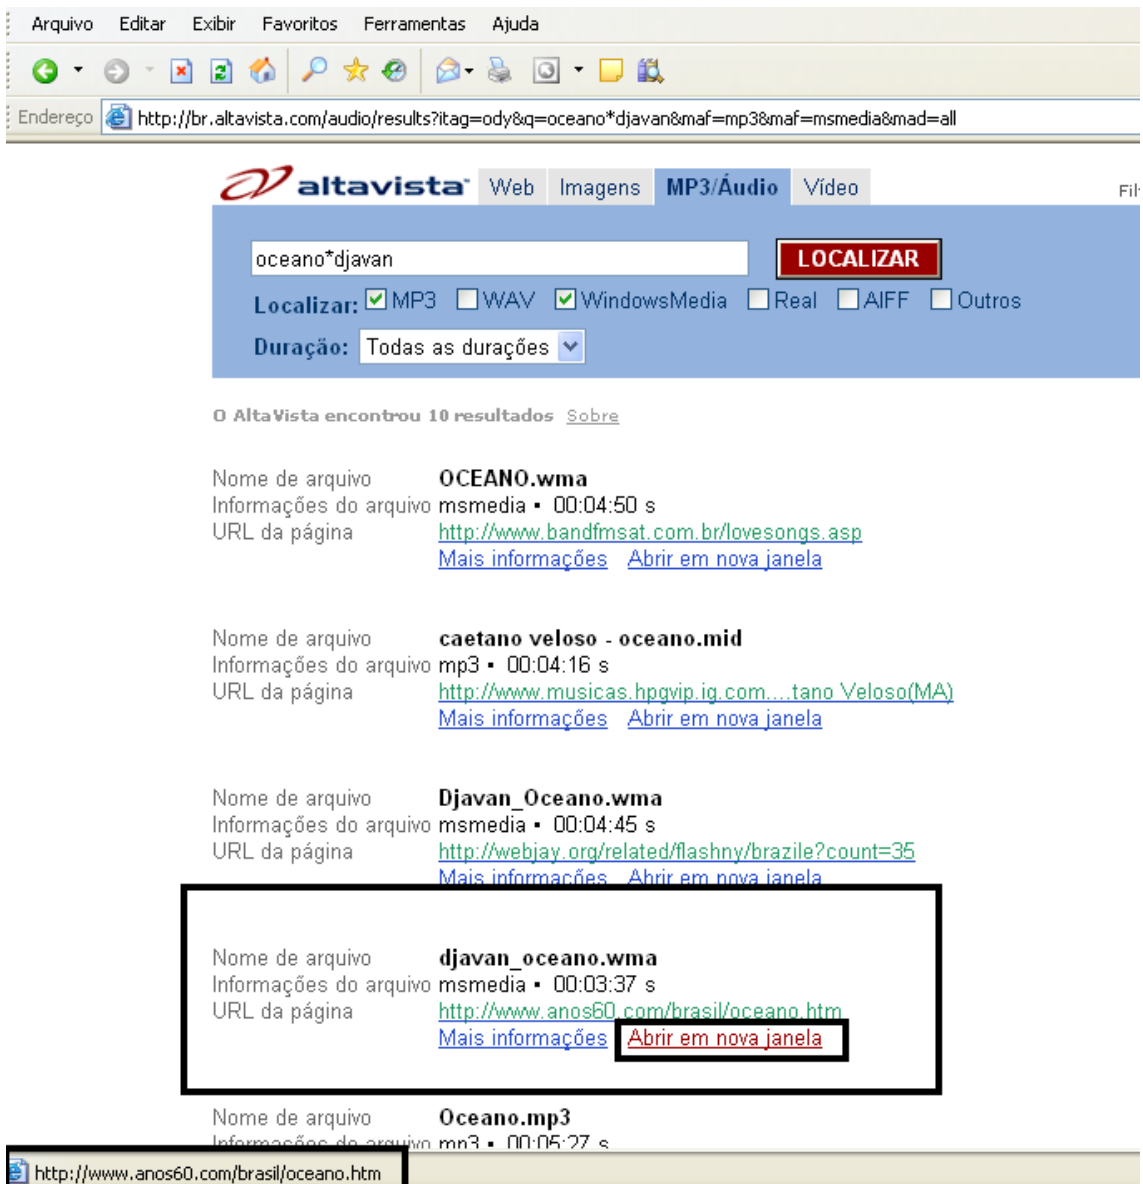 Arquivo Editar Exibir Favoritos Ferramentas Ajuda
Endereço http://br.altavista.com/audio/results?itag=ody&q=oceano*djavan&maf=mp3&maf=msmedia&mad=all
altavista Web Imagens MP3/Áudio Vídeo
oceano*djavan LOCALIZAR
Localizar: MP3 WAV WindowsMedia Real AIFF Outros
Duração: Todas as durações
O AltaVista encontrou 10 resultados Sobre
Nome de arquivo OCEANO.wma
Informações do arquivo msmedia ▪ 00:04:50 s
URL da página http://www.bandfmsat.com.br/lovesongs.asp
Mais informações Abrir em nova janela
Nome de arquivo caetano veloso - oceano.mid
Informações do arquivo mp3 ▪ 00:04:16 s
URL da página http://www.musicas.hpgvip.ig.com....tano Veloso(MA)
Mais informações Abrir em nova janela
Nome de arquivo Djavan_Oceano.wma
Informações do arquivo msmedia ▪ 00:04:45 s
URL da página http://webjay.org/related/flashny/brazile?count=35
Mais informações Abrir em nova janela
Nome de arquivo djavan_oceano.wma
Informações do arquivo msmedia ▪ 00:03:37 s
URL da página http://www.anos60.com/brasil/oceano.htm
Mais informações Abrir em nova janela
Nome de arquivo Oceano.mp3
Informações do arquivo mp3 ▪ 00:05:27 s
http://www.anos60.com/brasil/oceano.htm